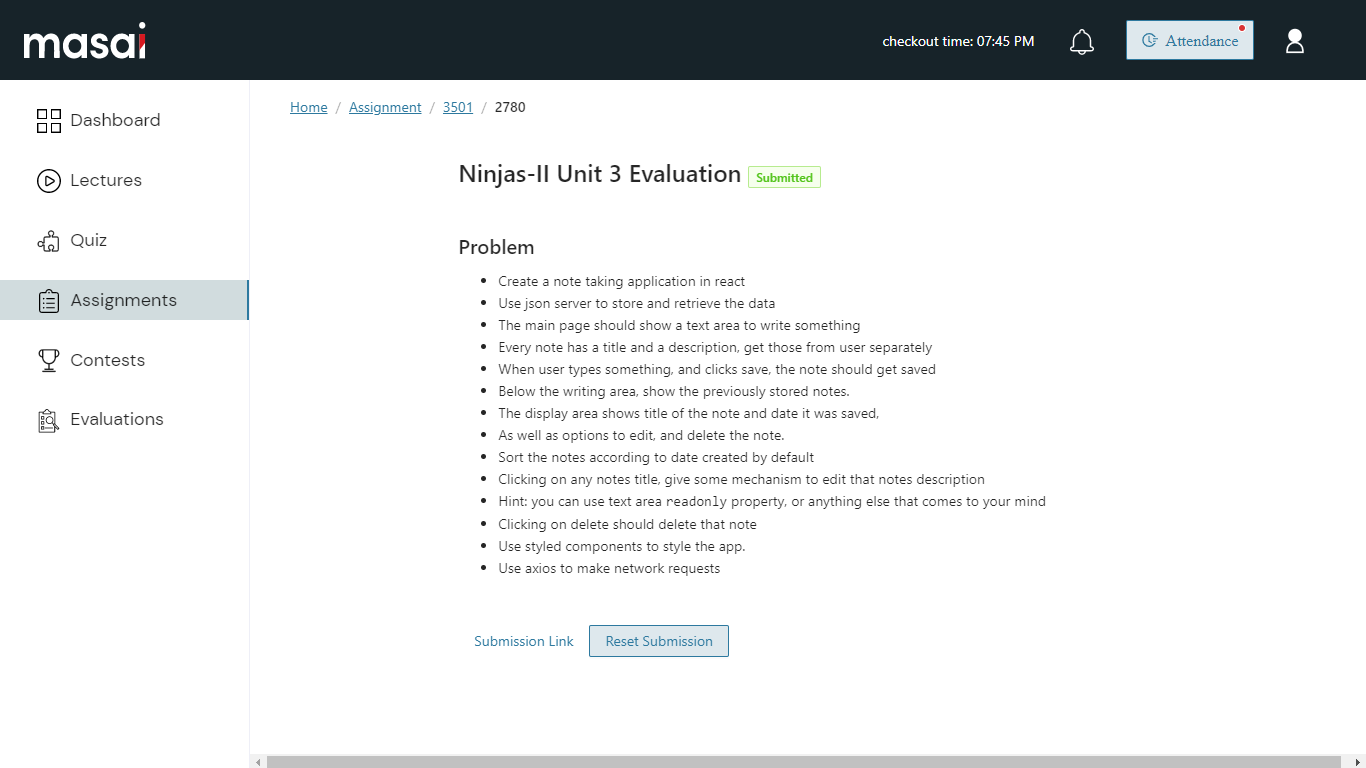 masai
checkout time: 07:45 PM
Attendance
Dashboard
Lectures
Quiz
Assignments
Contests
Evaluations
Home / Assignment / 3501 / 2780
Ninjas-II Unit 3 Evaluation Submitted
Problem
Create a note taking application in react
Use json server to store and retrieve the data
The main page should show a text area to write something
Every note has a title and a description, get those from user separately
When user types something, and clicks save, the note should get saved
Below the writing area, show the previously stored notes.
The display area shows title of the note and date it was saved,
As well as options to edit, and delete the note.
Sort the notes according to date created by default
Clicking on any notes title, give some mechanism to edit that notes description
Hint: you can use text area readonly property, or anything else that comes to your mind
Clicking on delete should delete that note
Use styled components to style the app.
Use axios to make network requests
Submission Link
Reset Submission